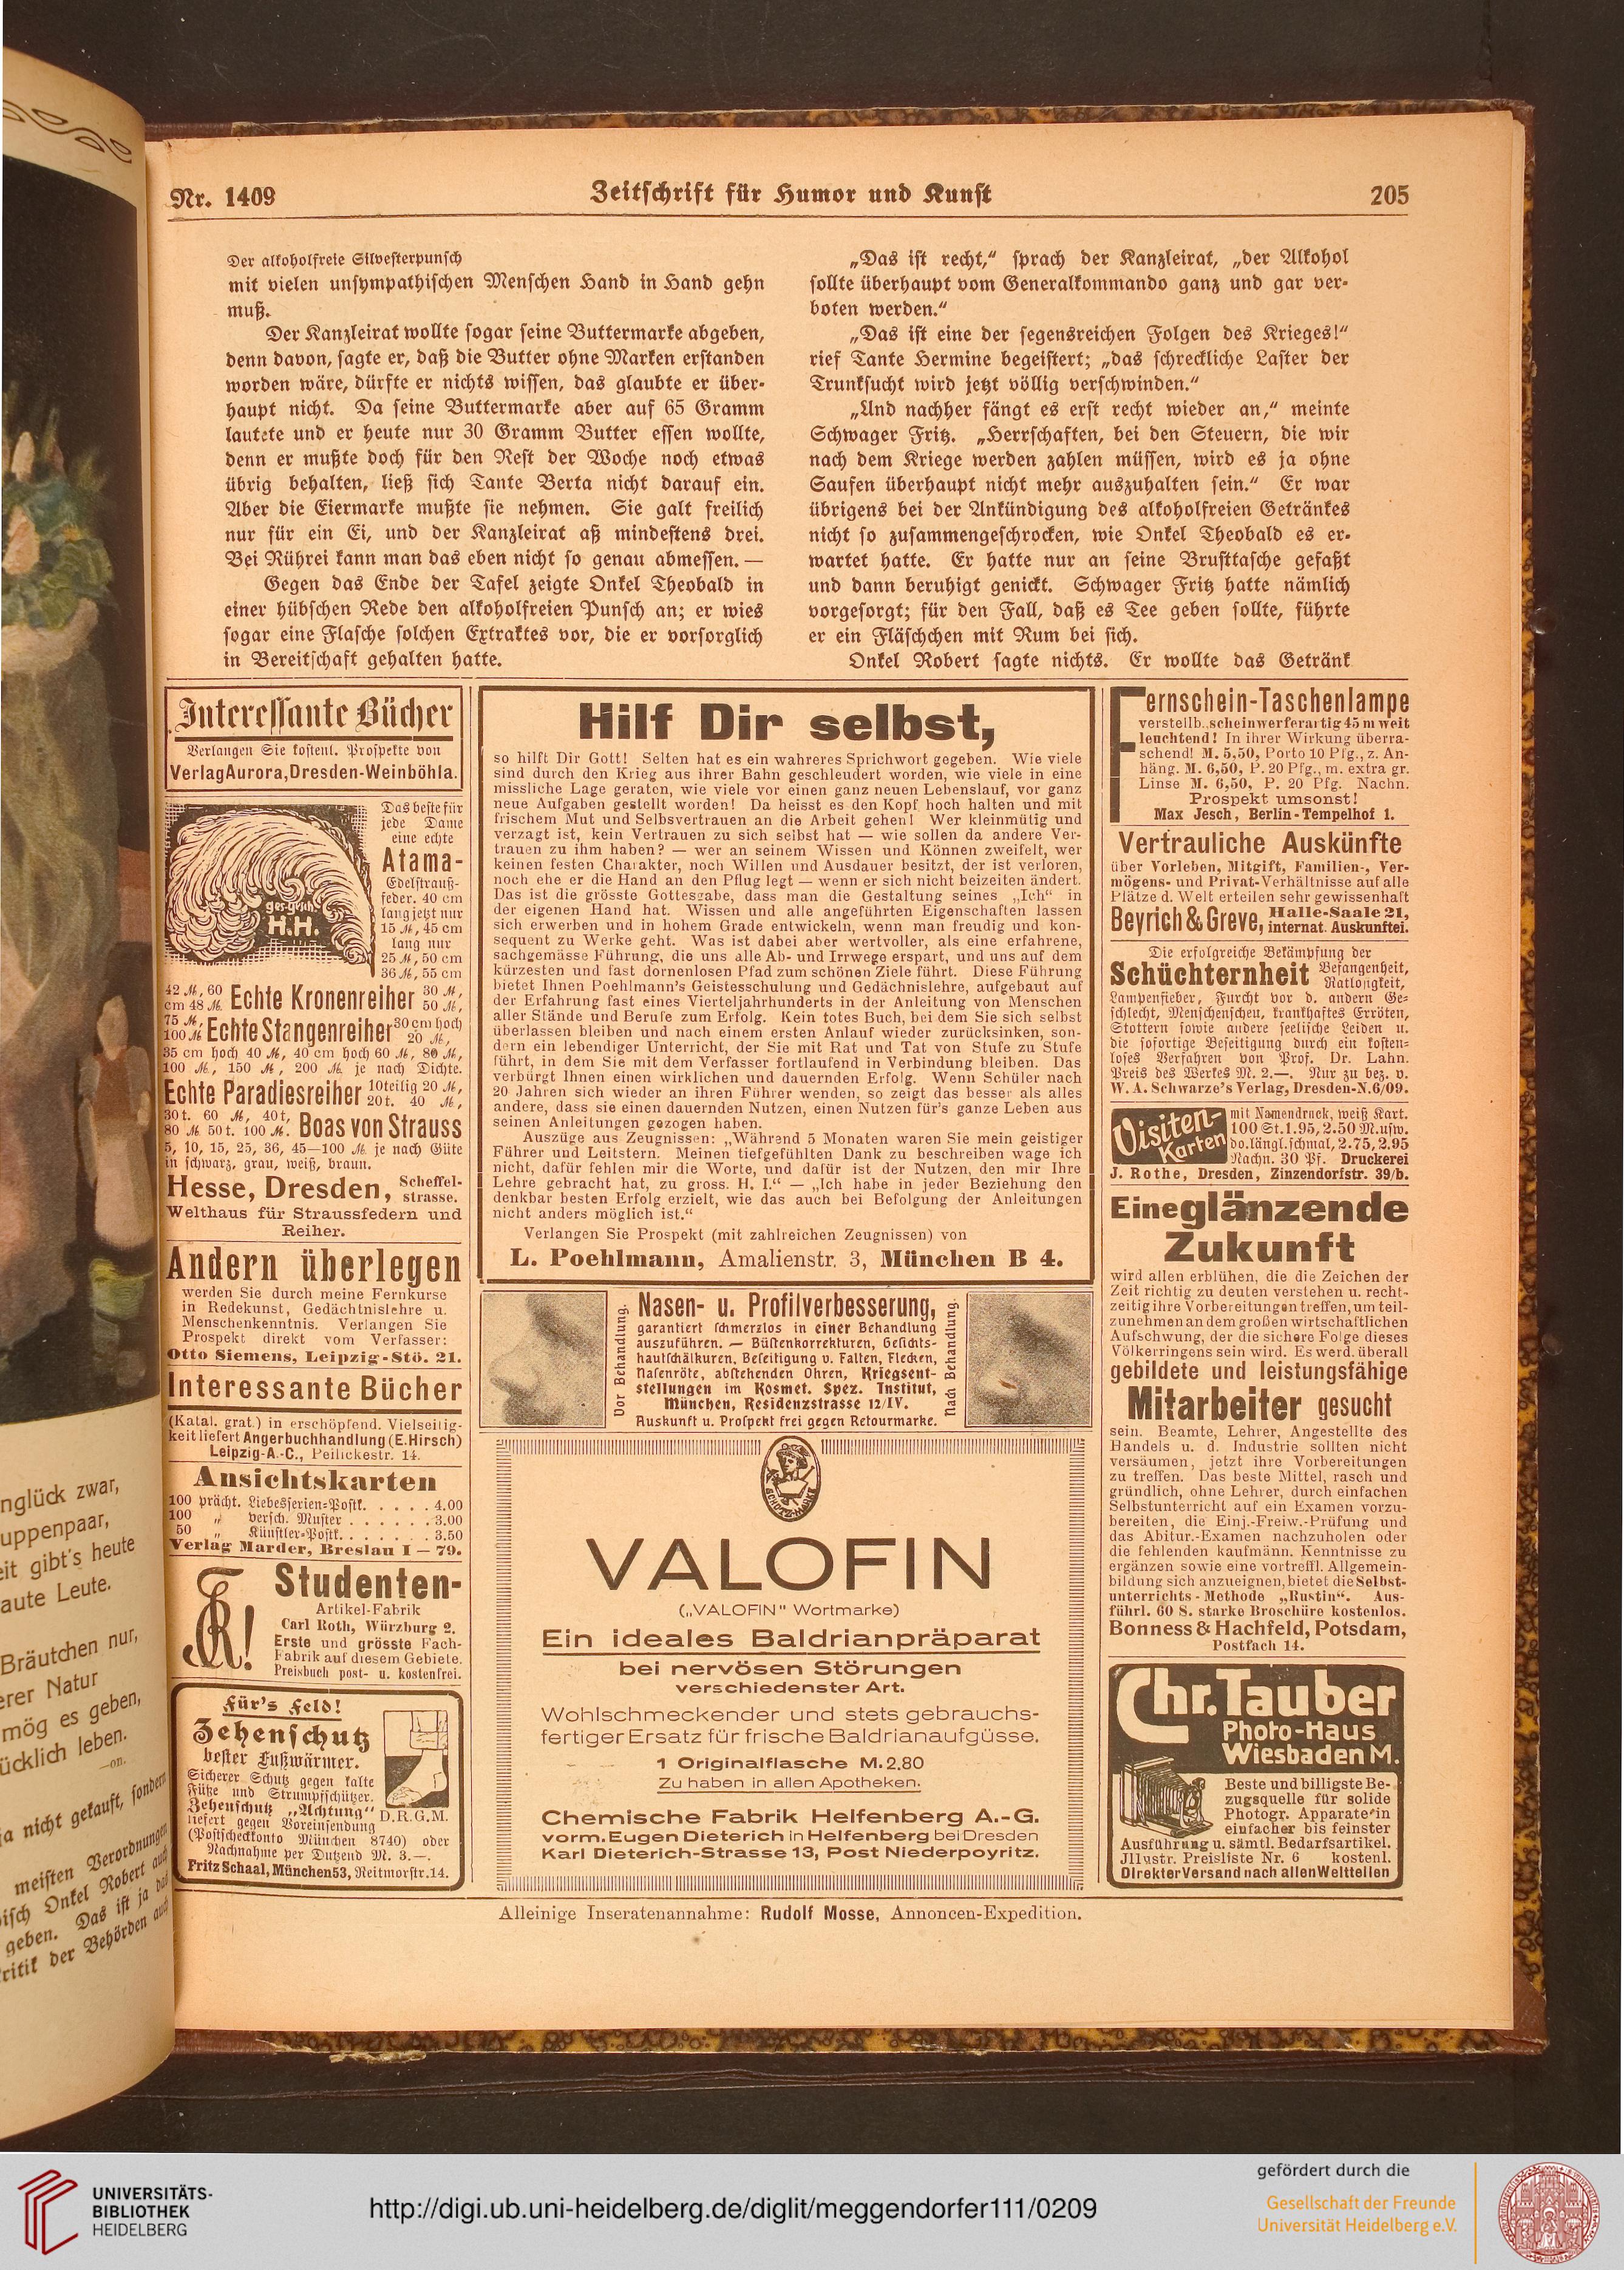 Nr. 1409
Zeitschrift für Humor und Kunst
205
Der alkoholfreie Silvesterpunsch
mit vielen unsympathischen Menschen Hand in Hand gehn
muß.
Der Kanzleirat wollte sogar seine Buttermarke abgeben,
denn davon, sagte er, daß die Butter ohne Marken erstanden
worden wäre, dürfte er nichts wissen, das glaubte er über-
haupt nicht. Da seine Buttermarke aber auf 65 Gramm
lautete und er heute nur 30 Gramm Butter essen wollte,
denn er mußte doch für den Rest der Woche noch etwas
übrig behalten, ließ sich Tante Berta nicht darauf ein.
Aber die Eiermarke mußte sie nehmen. Sie galt freilich
nur für ein Ei, und der Kanzleirat aß mindestens drei.
Bei Rührei kann man das eben nicht so genau abmessen. —
Gegen das Ende der Tafel zeigte Onkel Theobald in
einer hübschen Rede den alkoholfreien Punsch an; er wies
sogar eine Flasche solchen Extraktes vor, die er vorsorglich
in Bereitschaft gehalten hatte.
„Das ist recht,“ sprach der Kanzleirat, „der Alkohol
sollte überhaupt vom Generalkommando ganz und gar ver-
boten werden.“
„Das ist eine der segensreichen Folgen des Krieges!“
rief Tante Hermine begeistert; „das schreckliche Laster der
Trunksucht wird jetzt völlig verschwinden.“
„Und nachher fängt es erst recht wieder an,“ meinte
Schwager Fritz. „Herrschaften, bei den Steuern, die wir
nach dem Kriege werden zahlen müssen, wird es ja ohne
Saufen überhaupt nicht mehr auszuhalten sein.“ Er war
übrigens bei der Ankündigung des alkoholfreien Getränkes
nicht so zusammengeschrocken, wie Onkel Theobald es er-
wartet hatte. Er hatte nur an seine Brusttasche gefaßt
und dann beruhigt genickt. Schwager Fritz hatte nämlich
vorgesorgt; für den Fall, daß es Tee geben sollte, führte
er ein Fläschchen mit Rum bei sich.
Onkel Robert sagte nichts. Er wollte das Getränk
Interessante Bücher
Verlangen Sie kostenl. Prospekte von
Verlag Aurora, Dresden-Weinböhla.
Das beste für
jede Dame
eine echte
Atama-
Edelstrauß-
feder. 40 cm
lang jetzt nur
15 M, 45 cm
lang nur
25 M, 50 cm
36 M, 55 cm
ges. gesch.
H.H.
42 M, 60
cm 48 M. Echte Kronenreiher 30 M,
50 M,
75 M,
100 M Echte Stangenreiher 30 cm hoch
20 M,
35 cm hoch 40 M, 40 cm hoch 60 M, 80 M,
100 M, 150 M, 200 M. je nach Dichte.
Echte Paradiesreiher 10teilig 20 M,
20t. 40 M,
30t. 60 M, 40t,
80 M. 50t. 100 M. Boas von Strauss
5, 10, 15, 25, 36, 45—100 M. je nach Güte
in schwarz, grau, weiß, braun.
Hesse, Dresden, Scheffel-
strasse.
Welthaus für Straussfedern und
Reiher.
Andern überlegen
werden Sie durch meine Fernkurse
in Redekunst, Gedächtnislehre u.
Menschenkenntnis. Verlangen Sie
Prospekt direkt vom Verfasser:
Otto Siemens, Leipzig-Stö. 21.
Interessante Bücher
(Katal. grat.) in erschöpfend. Vielseitig-
keit liefert Angerbuchhandlung (E. Hirsch)
Leipzig-A.-C., Peilickestr. 14.
Ansichtskarten
100 prächt. Liebesserien-Postk. . . . . 4.00
100 „ versch. Muster . . . . . . 3.00
50 „ Künstler-Postk. . . . . . . 3.50
Verlag Marder, Breslau I — 79.
Studenten-
Artikel-Fabrik
Carl Roth, Würzburg 2.
Erste und grösste Fach-
Fabrik auf diesem Gebiete.
Preisbuch post- u. kostenfrei.
Für's Feld!
Zehenschutz
bester Fußwärmer.
Sicherer Schutz gegen kalte
Füße und Strumpfschützer.
Zehenschutz „Achtung“ D.R.G.M.
liefert gegen Voreinsendung
(Postscheckkonto München 8740) oder
Nachnahme per Dutzend M. 3.—.
Fritz Schaal, München 53, Reitmorstr. 14.
Hilf Dir selbst,
so hilft Dir Gott! Selten hat es ein wahreres Sprichwort gegeben. Wie viele
sind durch den Krieg aus ihrer Bahn geschleudert worden, wie viele in eine
missliche Lage geraten, wie viele vor einen ganz neuen Lebenslauf, vor ganz
neue Aufgaben gestellt worden! Da heisst es den Kopf hoch halten und mit
frischem Mut und Selbsvertrauen an die Arbeit gehen! Wer kleinmütig und
verzagt ist, kein Vertrauen zu sich selbst hat — wie sollen da andere Ver-
trauen zu ihm haben? — wer an seinem Wissen und Können zweifelt, wer
keinen festen Charakter, noch Willen und Ausdauer besitzt, der ist verloren,
noch ehe er die Hand an den Pflug legt — wenn er sich nicht beizeiten ändert.
Das ist die grösste Gottesgabe, dass man die Gestaltung seines „Ich“ in
der eigenen Hand hat. Wissen und alle angeführten Eigenschaften lassen
sich erwerben und in hohem Grade entwickeln, wenn man freudig und kon-
sequent zu Werke geht. Was ist dabei aber wertvoller, als eine erfahrene,
sachgemässe Führung, die uns alle Ab- und Irrwege erspart, und uns auf dem
kürzesten und fast dornenlosen Pfad zum schönen Ziele führt. Diese Führung
bietet Ihnen Poehlmann's Geistesschulung und Gedächnislehre, aufgebaut auf
der Erfahrung fast eines Vierteljahrhunderts in der Anleitung von Menschen
aller Stände und Berufe zum Erfolg. Kein totes Buch, bei dem Sie sich selbst
überlassen bleiben und nach einem ersten Anlauf wieder zurücksinken, son-
dern ein lebendiger Unterricht, der Sie mit Rat und Tat von Stufe zu Stufe
führt, in dem Sie mit dem Verfasser fortlaufend in Verbindung bleiben. Das
verbürgt Ihnen einen wirklichen und dauernden Erfolg. Wenn Schüler nach
20 Jahren sich wieder an ihren Führer wenden, so zeigt das besser als alles
andere, dass sie einen dauernden Nutzen, einen Nutzen für's ganze Leben aus
seinen Anleitungen gezogen haben.
Auszüge aus Zeugnissen: „Während 5 Monaten waren Sie mein geistiger
Führer und Leitstern. Meinen tiefgefühlten Dank zu beschreiben wage ich
nicht, dafür fehlen mir die Worte, und dafür ist der Nutzen, den mir Ihre
Lehre gebracht hat, zu gross. H. I.“ — „Ich habe in jeder Beziehung den
denkbar besten Erfolg erzielt, wie das auch bei Befolgung der Anleitungen
nicht anders möglich ist.“
Verlangen Sie Prospekt (mit zahlreichen Zeugnissen) von
L. Poehlmann, Amalienstr. 3, München B 4.
Vor Behandlung.
Nasen- u. Profilverbesserung,
garantiert schmerzlos in einer Behandlung
auszuführen. — Büstenkorrekturen, Gesichts-
hautschälkuren, Beseitigung v. Falten, Flecken,
Nasenröte, abstehenden Ohren, Kriegsent-
stellungen im Kosmet. Spez. Institut,
München, Residenzstrasse 12/IV.
Auskunft u. Prospekt frei gegen Retourmarke.
Nach Behandlung.
SCHUTZ-MARKE
VALOFIN
(„VALOFIN“ Wortmarke)
Ein ideales Baldrianpräparat
bei nervösen Störungen
verschiedenster Art.
Wohlschmeckender und stets gebrauchs-
fertiger Ersatz für frische Baldrianaufgüsse.
1 Originalflasche M. 2.80
Zu haben in allen Apotheken.
Chemische Fabrik Helfenberg A.-G.
vorm. Eugen Dieterich in Helfenberg bei Dresden
Karl Dieterich-Strasse 13, Post Niederpoyritz.
Fernschein-Taschenlampe
verstellb., scheinwerferartig 45 m weit
leuchtend! In ihrer Wirkung überra-
schend! M. 5,50, Porto 10 Pfg., z. An-
häng. M. 6,50, P. 20 Pfg., m. extra gr.
Linse M. 6,50, P. 20 Pfg. Nachn.
Prospekt umsonst!
Max Jesch, Berlin-Tempelhof 1.
Vertrauliche Auskünfte
über Vorleben, Mitgift, Familien-, Ver-
mögens- und Privat-Verhältnisse auf alle
Plätze d. Welt erteilen sehr gewissenhaft
Beyrich & Greve, Halle-Saale 21,
internat. Auskunftei.
Die erfolgreiche Bekämpfung der
Schüchternheit Befangenheit,
Ratlosigkeit,
Lampenfieber, Furcht vor d. andern Ge-
schlecht, Menschenscheu, krankhaftes Erröten,
Stottern sowie andere seelische Leiden u.
die sofortige Beseitigung durch ein kosten-
loses Verfahren von Prof. Dr. Lahn.
Preis des Werkes M. 2.—. Nur zu bez. v.
W. A. Schwarze's Verlag, Dresden-N. 6/09.
Visiten-
Karten
mit Namendruck, weiß Kart.
100 St. 1.95, 2.50 M. usw.
do. längl. schmal, 2.75, 2.95
Nachn. 30 Pf. Druckerei
J. Rothe, Dresden, Zinzendorfstr. 39/b.
Eine glänzende
Zukunft
wird allen erblühen, die die Zeichen der
Zeit richtig zu deuten verstehen u. recht-
zeitig ihre Vorbereitungen treffen, um teil-
zunehmen an dem großen wirtschaftlichen
Aufschwung, der die sichere Folge dieses
Völkerringens sein wird. Es werd. überall
gebildete und leistungsfähige
Mitarbeiter gesucht
sein. Beamte, Lehrer, Angestellte des
Handels u. d. Industrie sollten nicht
versäumen, jetzt ihre Vorbereitungen
zu treffen. Das beste Mittel, rasch und
gründlich, ohne Lehrer, durch einfachen
Selbstunterricht auf ein Examen vorzu-
bereiten, die Einj.-Freiw.-Prüfung und
das Abitur.-Examen nachzuholen oder
die fehlenden kaufmänn. Kenntnisse zu
ergänzen sowie eine vortreffl. Allgemein-
bildung sich anzueignen, bietet die Selbst-
unterrichts-Methode „Rustin“. Aus-
führl. 60 S. starke Broschüre kostenlos.
Bonness & Hachfeld, Potsdam,
Postfach 14.
Chr. Tauber
Photo-Haus
Wiesbaden M.
Beste und billigste Be-
zugsquelle für solide
Photogr. Apparate in
einfacher bis feinster
Ausführung u. sämtl. Bedarfsartikel.
Jllustr. Preisliste Nr. 6 kostenl.
Direkter Versand nach allen Weltteilen
Alleinige Inseratenannahme: Rudolf Mosse, Annoncen-Expedition.
nglück zwar,
uppenpaar,
eit gibt's heute
aute Leute.
Bräutchen nur,
erer Natur
mög es geben,
ücklich leben.
—on.
ja nicht gekauft, sondern
meisten Verordnungen
isch Onkel Robert auch
geben. Das ist ja das
ritik der Behörden auch
UNIVERSITÄTS-
BIBLIOTHEK
HEIDELBERG
http://digi.ub.uni-heidelberg.de/diglit/meggendorfer111/0209
gefördert durch die
Gesellschaft der Freunde
Universität Heidelberg e.V.